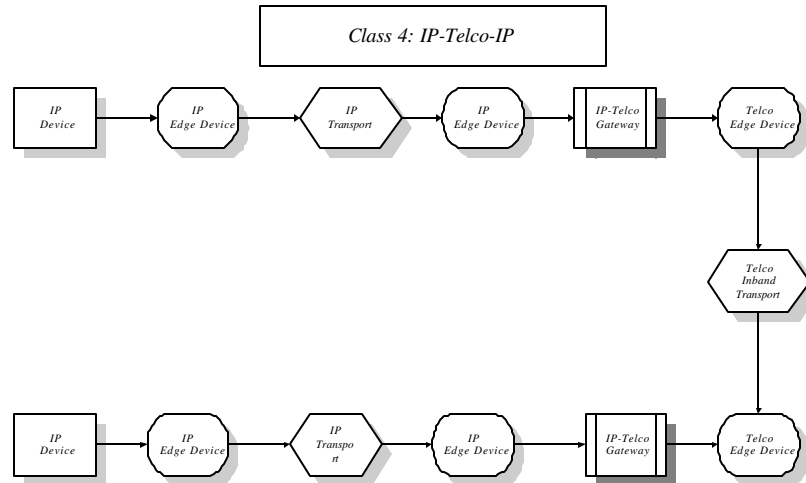 Class 4: IP-Telco-IP
IP
Device
IP
Edge Device
IP
Transport
IP
Edge Device
IP-Telco
Gateway
Telco
Edge Device
Telco
Inband
Transport
IP
Device
IP
Edge Device
IP
Transpo
rt
IP
Edge Device
IP-Telco
Gateway
Telco
Edge Device